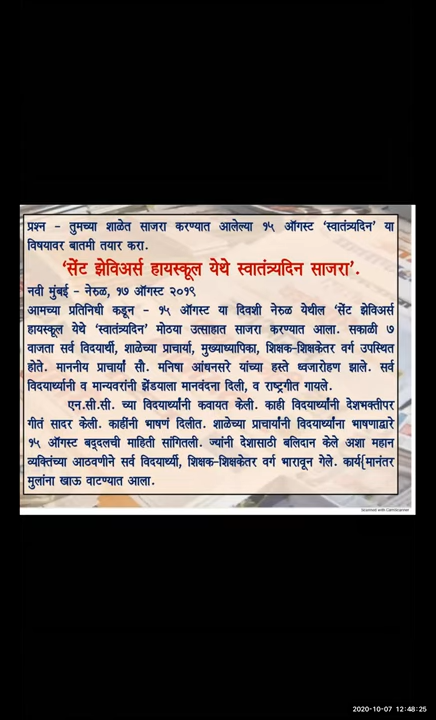 प्रश्न - तुमच्या शाळेत साजरा करण्यात आलेल्या १५ ऑगस्ट ‘स्वातंत्र्यदिन’ या
विषयावर बातमी तयार करा.
‘सेंट झेविअर्स हायस्कूल येथे स्वातंत्र्यदिन साजरा’.
नवी मुंबई - नेरुळ, १७ ऑगस्ट २०१९
आमच्या प्रतिनिधी कडून - १५ ऑगस्ट या दिवशी नेरुळ येथील ‘सेंट झेविअर्स
हायस्कूल येथे ‘स्वातंत्र्यदिन’ मोठया उत्साहात साजरा करण्यात आला. सकाळी ७
वाजता सर्व विदयार्थी, शाळेच्या प्राचार्या, मुख्याध्यापिका, शिक्षक-शिक्षकेतर वर्ग उपस्थित
होते. माननीय प्राचार्या सौ. मनिषा आंधनसरे यांच्या हस्ते ध्वजारोहण झाले. सर्व
विदयार्थ्यांनी व मान्यवरांनी झेंडयाला मानवंदना दिली, व राष्ट्रगीत गायले.
एन.सी.सी. च्या विदयार्थ्यांनी कवायत केली. काही विदयार्थ्यांनी देशभक्तीपर
गीतं सादर केली. काहींनी भाषणं दिलीत. शाळेच्या प्राचार्यांनी विदयार्थ्यांना भाषणाद्वारे
१५ ऑगस्ट बद्दलची माहिती सांगितली. ज्यांनी देशासाठी बलिदान केले अशा महान
व्यक्तिंच्या आठवणीने सर्व विदयार्थ्यी, शिक्षक-शिक्षकेतर वर्ग भारावून गेले. कार्य{मानंतर
मुलांना खाऊ वाटण्यात आला.
Scanned with CamScanner
2020-10-07 12:48:25